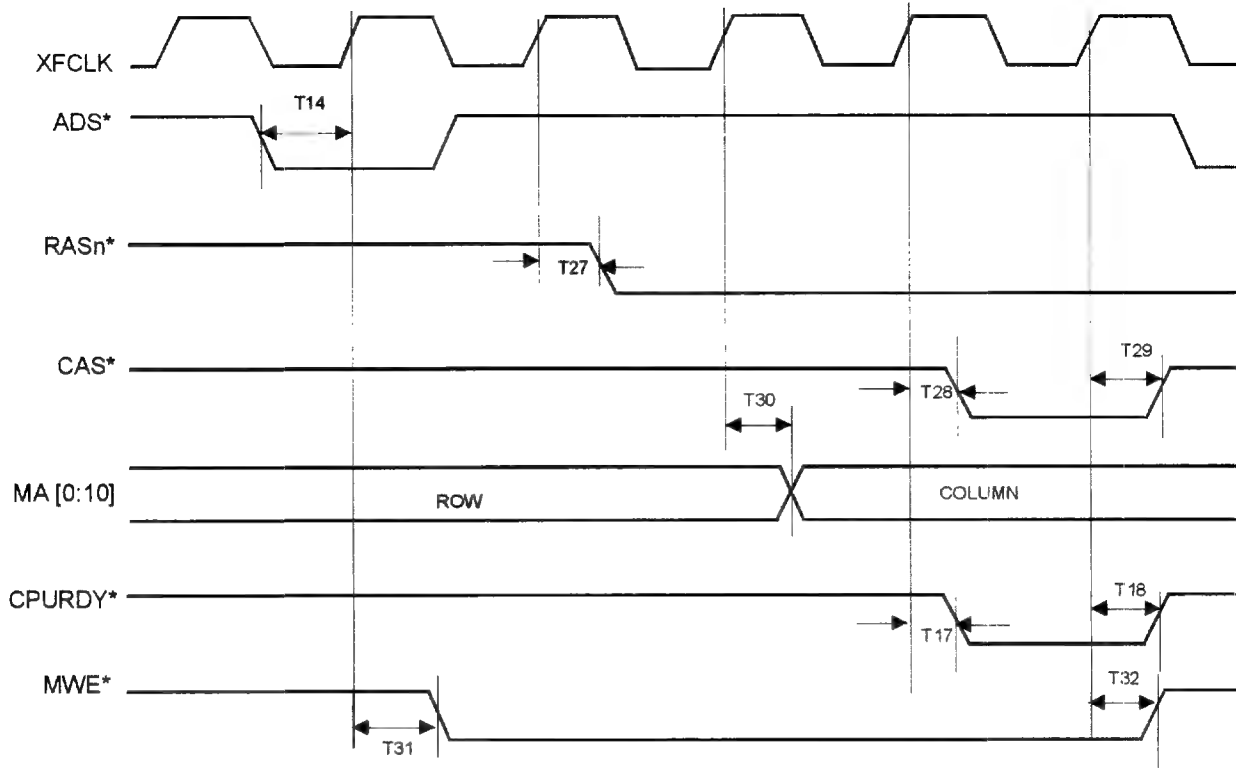 XFCLK
T14
ADS*
RASn*
T27
CAS*
T29
T28
T30
MA [0:10]
ROW
COLUMN
CPURDY*
T18
T17
MWE*
T32
T31